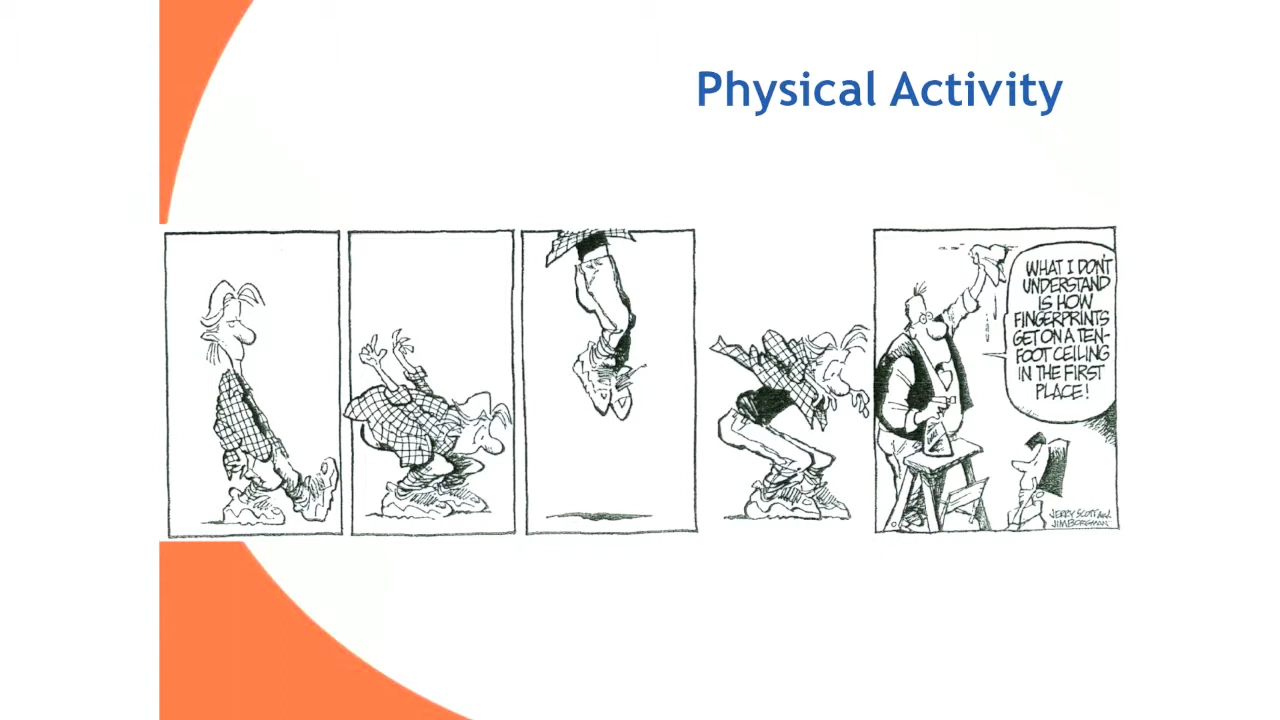 Physical Activity
WHAT I DON'T
UNDERSTAND
IS HOW
FINGERPRINTS
GET ON A TEN-
FOOT CEILING
IN THE FIRST
PLACE!
JERRY SCOTT AND
JIM BORGMAN